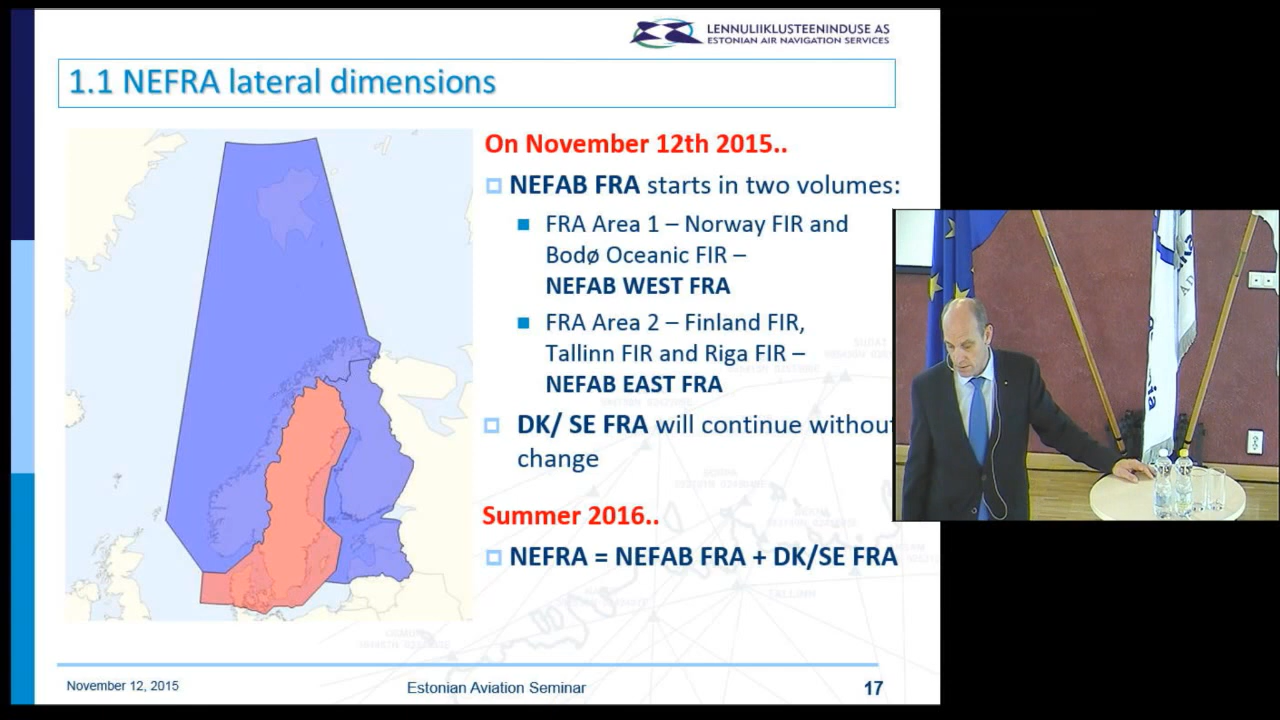 LENNULIIKLUSTEENINDUSE AS
ESTONIAN AIR NAVIGATION SERVICES
1.1 NEFRA lateral dimensions
On November 12th 2015..
NEFAB FRA starts in two volumes:
FRA Area 1 – Norway FIR and
Bodø Oceanic FIR –
NEFAB WEST FRA
FRA Area 2 – Finland FIR,
Tallinn FIR and Riga FIR –
NEFAB EAST FRA
DK/ SE FRA will continue without
change
Summer 2016..
NEFRA = NEFAB FRA + DK/SE FRA
TALLINN
November 12, 2015
Estonian Aviation Seminar
17